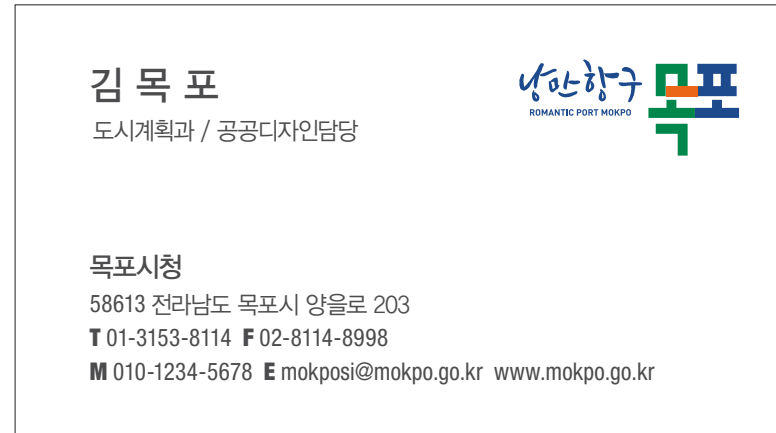 김 목 포
도시계획과 / 공공디자인담당
낭만항구 목포
ROMANTIC PORT MOKPO
목포시청
58613 전라남도 목포시 양을로 203
T 01-3153-8114 F 02-8114-8998
M 010-1234-5678 E mokposi@mokpo.go.kr www.mokpo.go.kr